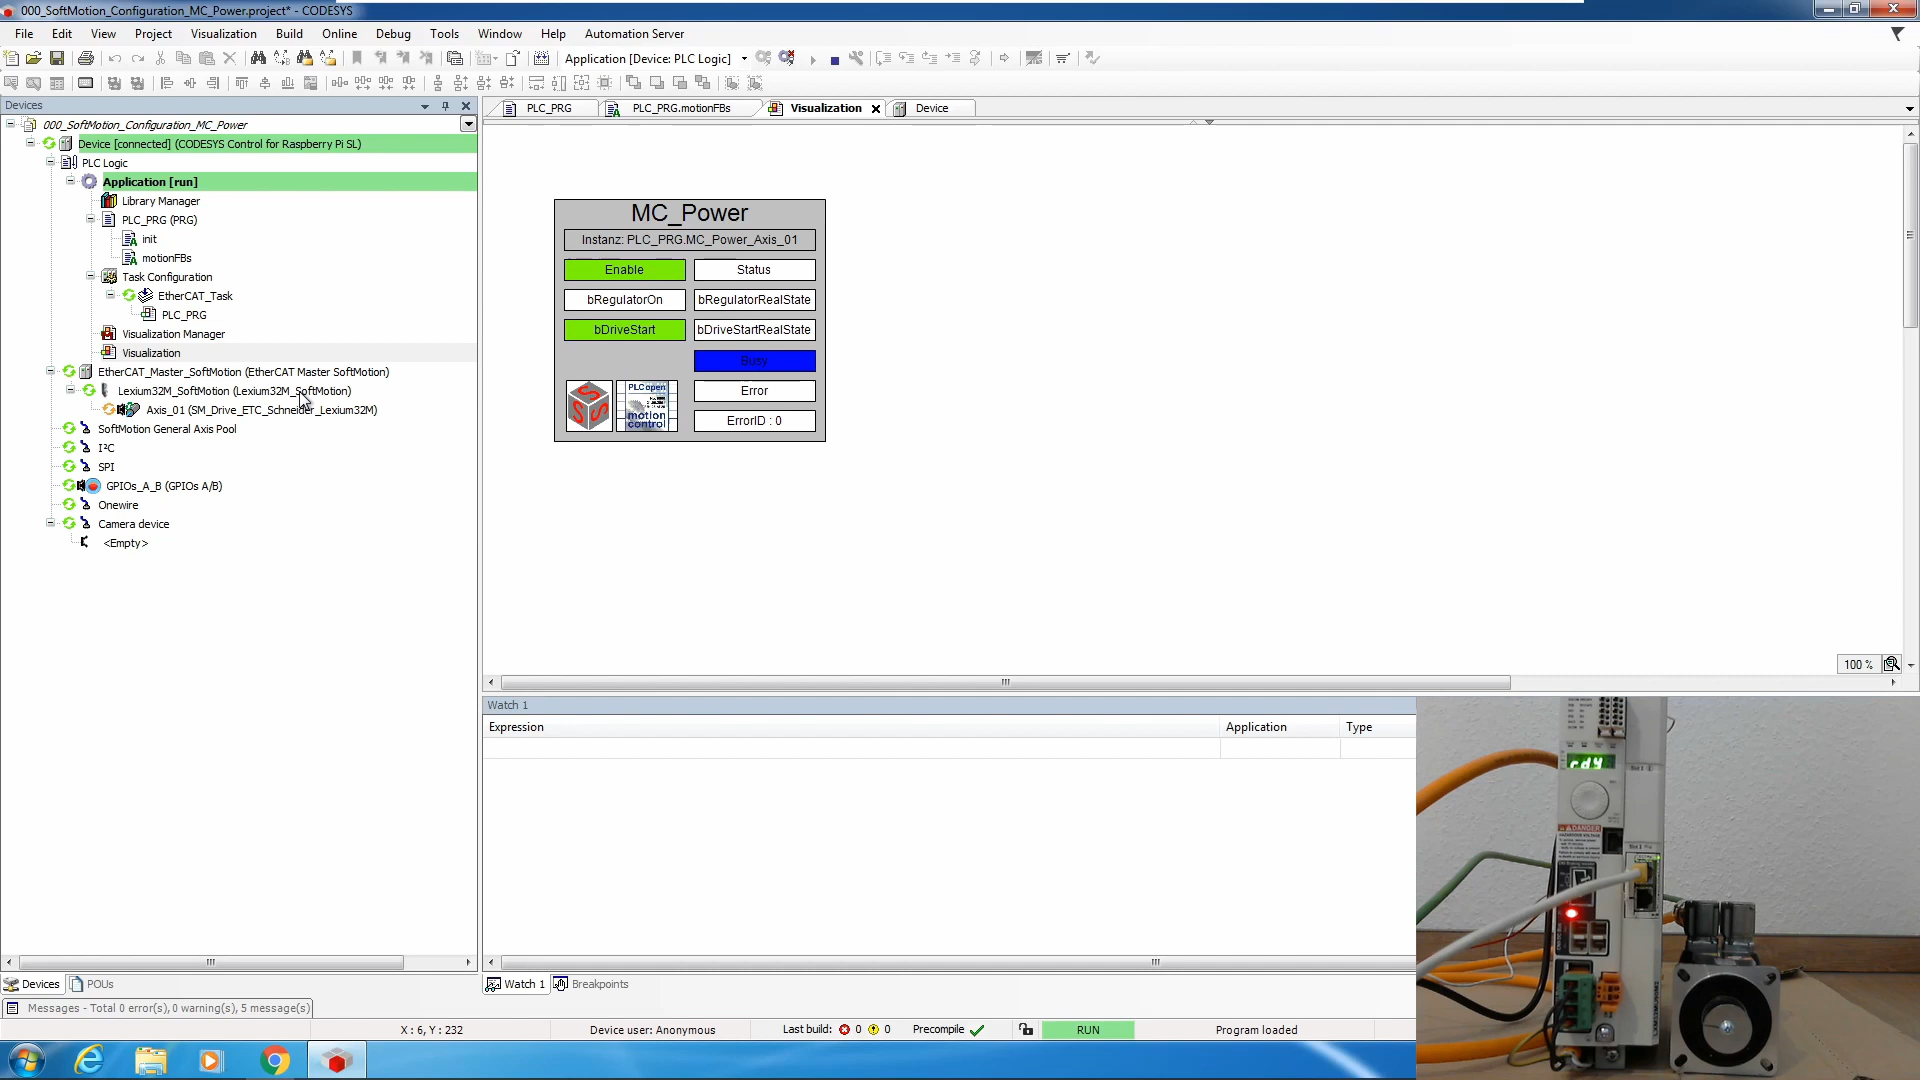 000_SoftMotion_Configuration_MC_Power.project* - CODESYS
File Edit View Project Visualization Build Online Debug Tools Window Help Automation Server
Application [Device: PLC Logic]
Devices
000_SoftMotion_Configuration_MC_Power
Device [connected] (CODESYS Control for Raspberry Pi SL)
PLC Logic
Application [run]
Library Manager
PLC_PRG (PRG)
init
motionFBs
Task Configuration
EtherCAT_Task
PLC_PRG
Visualization Manager
Visualization
EtherCAT_Master_SoftMotion (EtherCAT Master SoftMotion)
Lexium32M_SoftMotion (Lexium32M_SoftMotion)
Axis_01 (SM_Drive_ETC_Schneider_Lexium32M)
SoftMotion General Axis Pool
I²C
SPI
GPIOs_A_B (GPIOs A/B)
Onewire
Camera device
<Empty>
Devices POUs
PLC_PRG PLC_PRG.motionFBs Visualization Device
MC_Power
Instanz: PLC_PRG.MC_Power_Axis_01
Enable Status
bRegulatorOn bRegulatorRealState
bDriveStart bDriveStartRealState
Busy
Error
ErrorID : 0
PLCopen
motion
control
100 %
Watch 1
Expression Application Type
Watch 1 Breakpoints
rdy
DANGER
Messages - Total 0 error(s), 0 warning(s), 5 message(s)
X : 6, Y : 232 Device user: Anonymous Last build: 0 0 Precompile RUN Program loaded